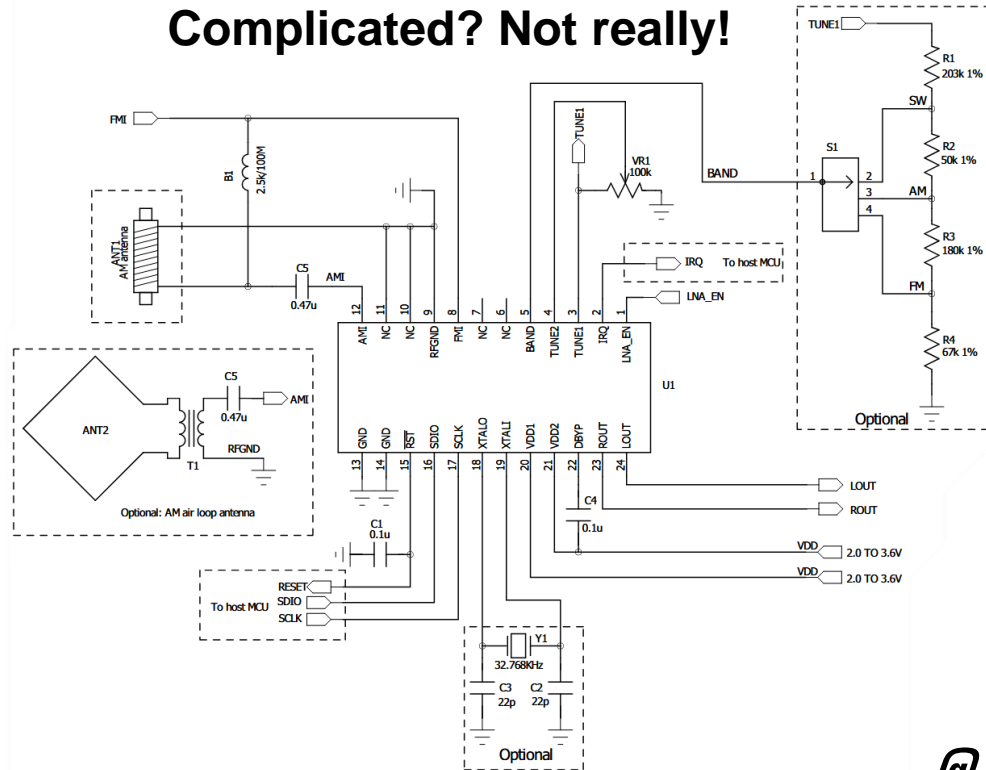 Complicated? Not really!
TUNE1
R1
203k 1%
SW
R2
50k 1%
S1
BAND
1
2
3
4
AM
R3
180k 1%
FM
R4
67k 1%
Optional
FMI
B1
2.5k/100M
TUNE1
VR1
100k
ANT1
AM antenna
C5
0.47u
AMI
IRQ
To host MCU
LNA_EN
12 11 10 9 8 7 6 5 4 3 2 1
AMI NC NC RFGND FMI NC NC BAND TUNE2 TUNE1 IRQ LNA_EN
U1
GND GND RST SDIO SCLK XTALO XTALI VDD1 VDD2 DBYP ROUT LOUT
13 14 15 16 17 18 19 20 21 22 23 24
ANT2
C5
0.47u
AMI
RFGND
T1
Optional: AM air loop antenna
C4
0.1u
LOUT
ROUT
VDD
2.0 TO 3.6V
VDD
2.0 TO 3.6V
C1
0.1u
To host MCU
RESET
SDIO
SCLK
Y1
32.768KHz
C3
22p
C2
22p
Optional